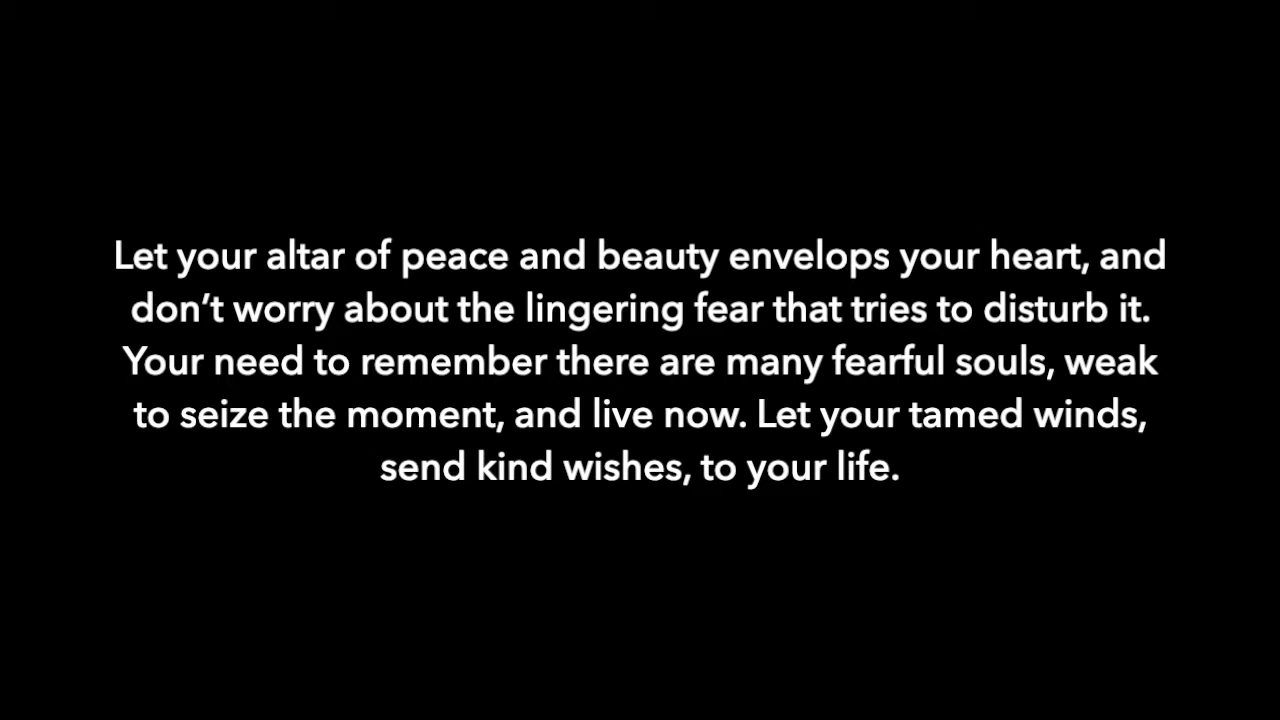 Let your altar of peace and beauty envelops your heart, and
don’t worry about the lingering fear that tries to disturb it.
Your need to remember there are many fearful souls, weak
to seize the moment, and live now. Let your tamed winds,
send kind wishes, to your life.